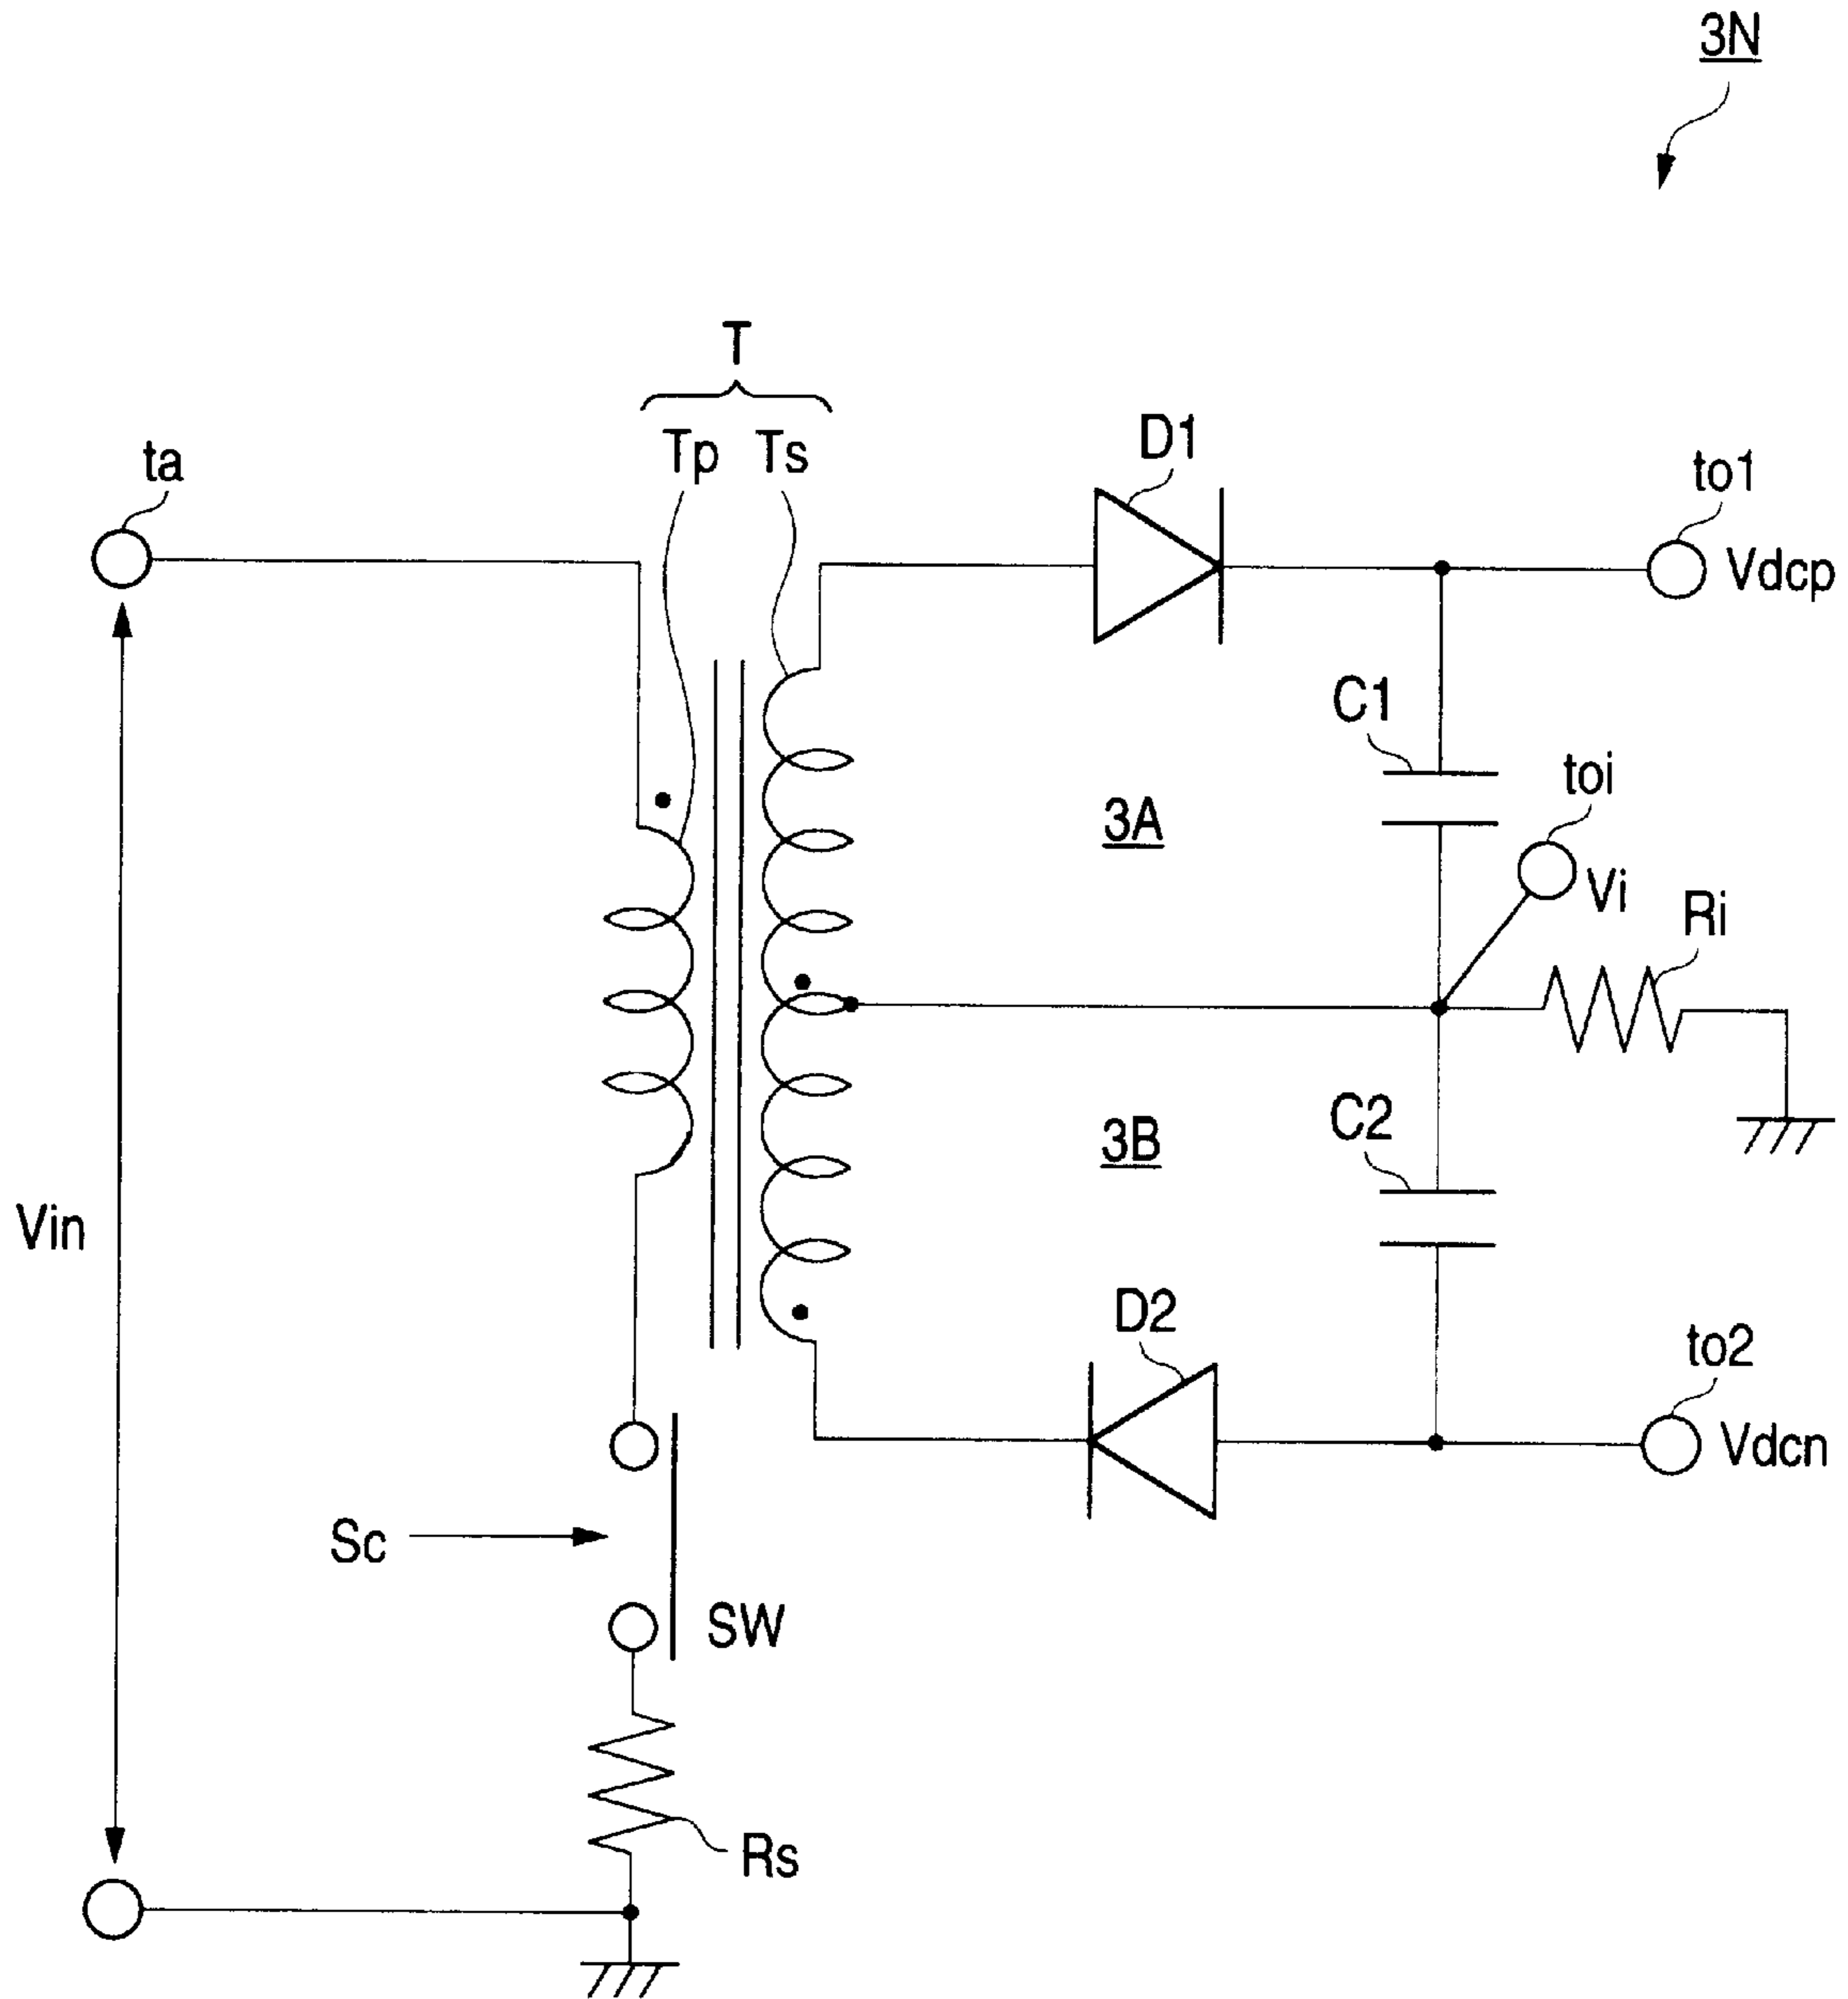 3N
T
Tp Ts
D1
ta
to1
Vdcp
C1
toi
3A
Vi
Ri
C2
3B
Vin
D2
to2
Vdcn
Sc
SW
Rs